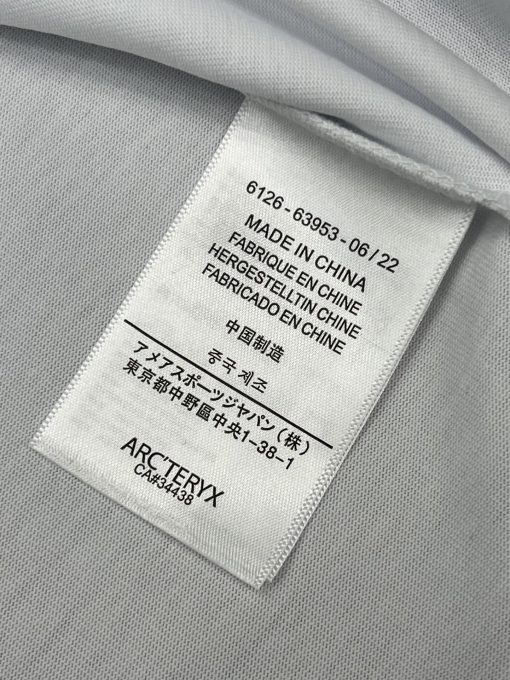 6126-63953-06/22
MADE IN CHINA
FABRIQUE EN CHINE
HERGESTELLTIN CHINE
FABRICADO EN CHINE
中国制造
중국 제조
アメアスポーツジャパン(株)
東京都中野區中央1-38-1
ARC'TERYX
CA#34438